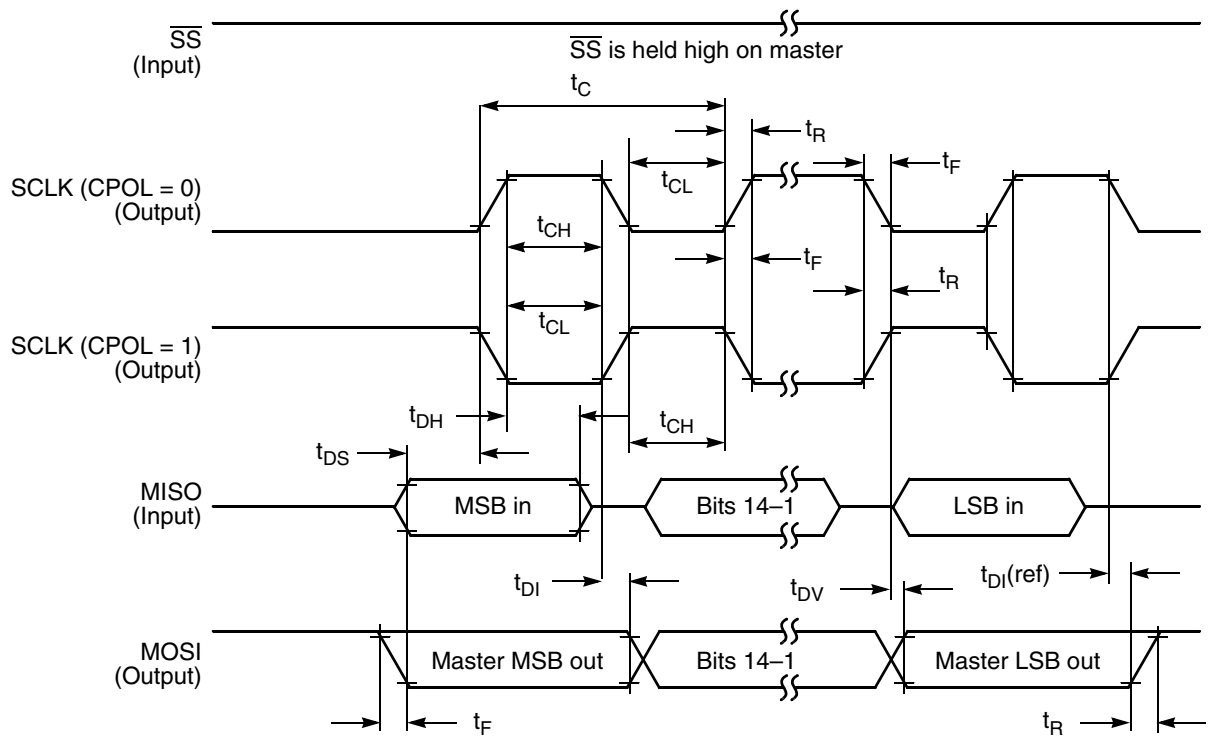 SS
(Input)
SS is held high on master
tC
tR
tF
SCLK (CPOL = 0)
(Output)
tCL
tCH
tF
tR
tCL
SCLK (CPOL = 1)
(Output)
tDH
tCH
tDS
MISO
(Input)
MSB in
Bits 14–1
LSB in
tDI
tDV
tDI(ref)
MOSI
(Output)
Master MSB out
Bits 14–1
Master LSB out
tF
tR